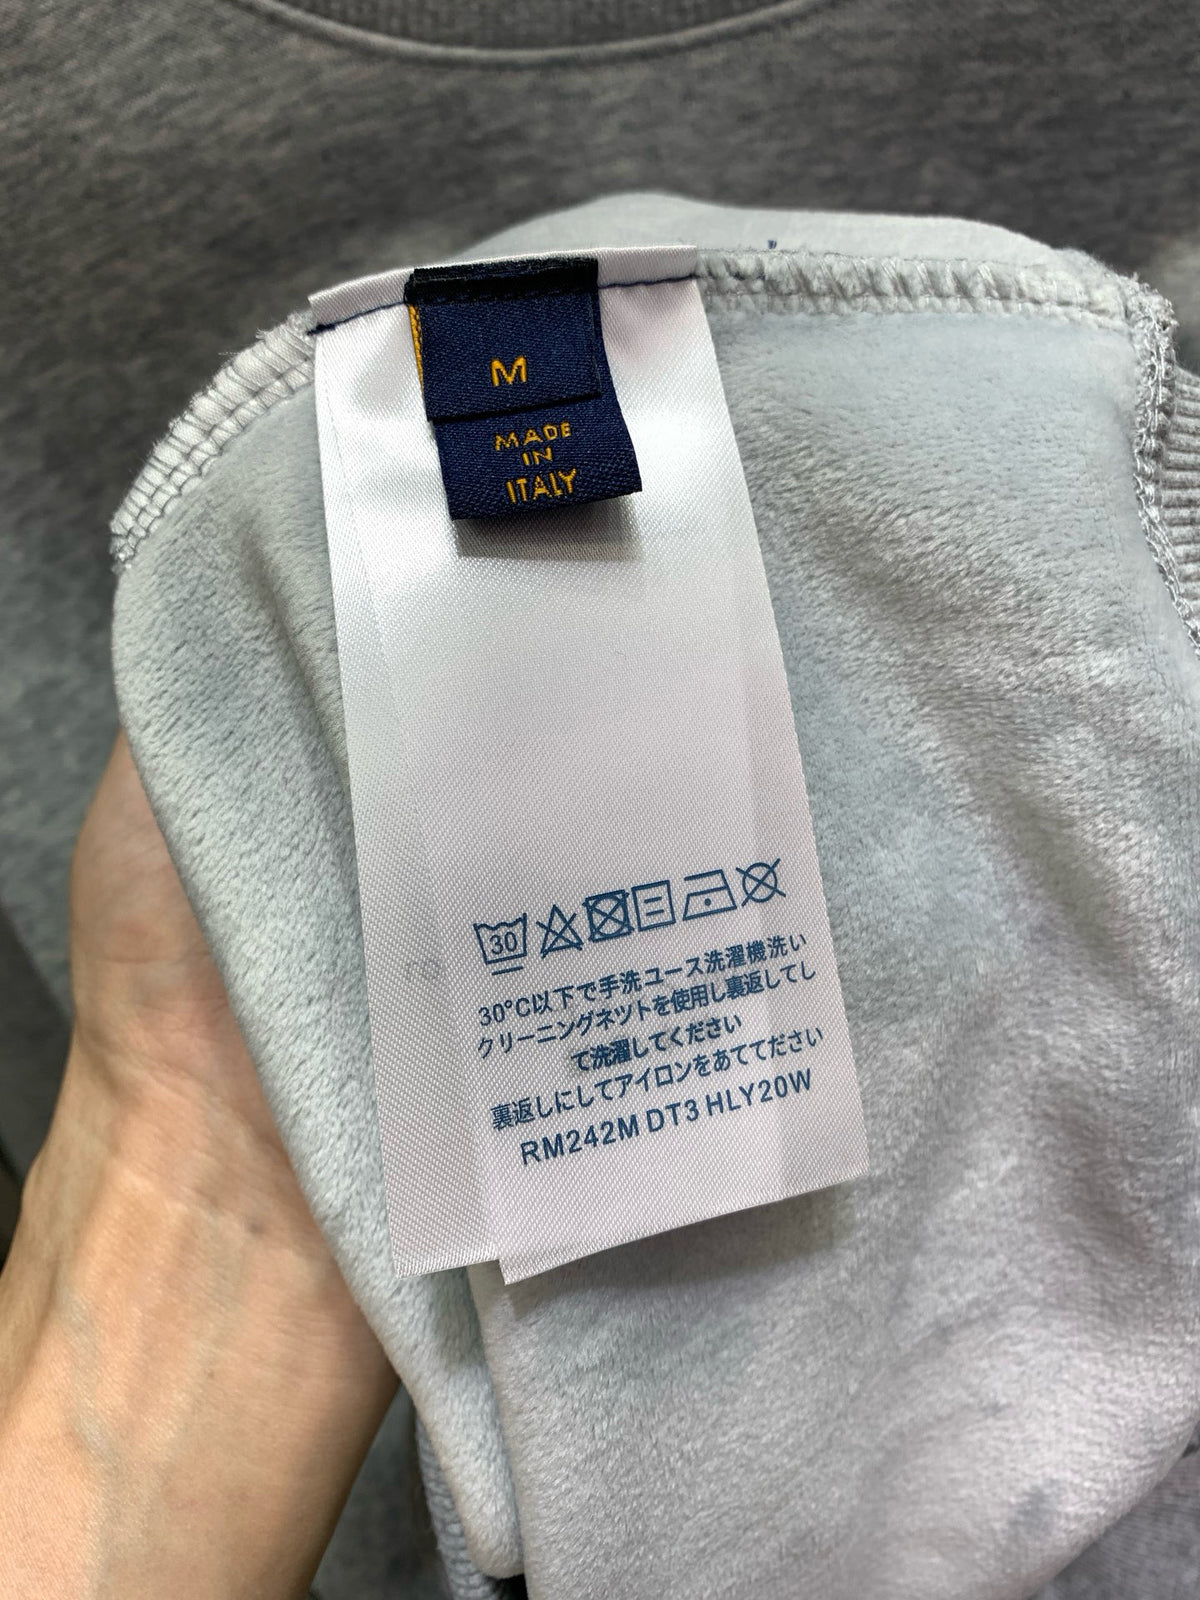 M
MADE
IN
ITALY
30
30°C以下で手洗ユース洗濯機洗い
クリーニングネツトを使用し裏返してし
て洗濯してください
裏返しにしてアイロンをあててださい
RM242M DT3 HLY20W